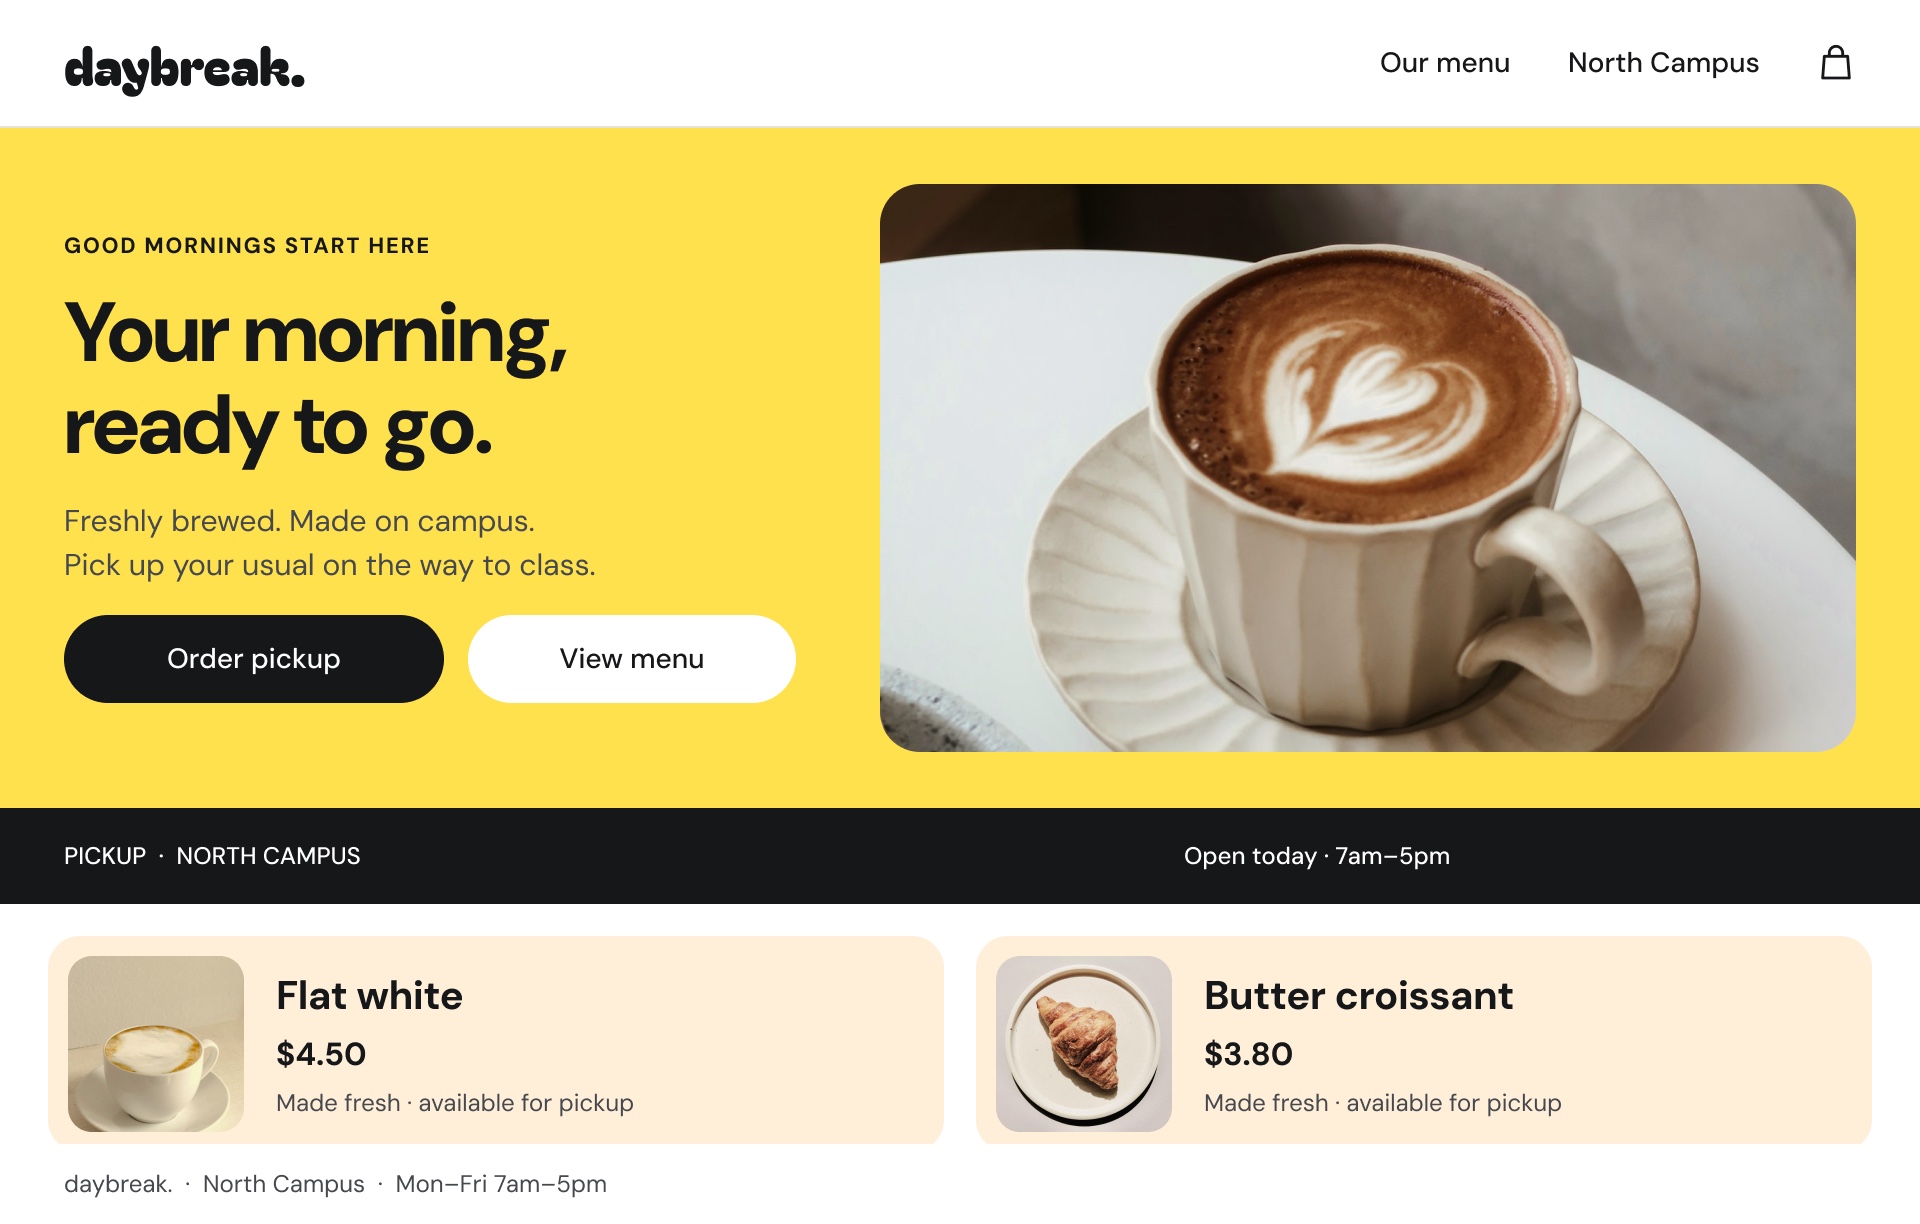 daybreak.
Our menu
North Campus
GOOD MORNINGS START HERE
Your morning,
ready to go.
Freshly brewed. Made on campus.
Pick up your usual on the way to class.
Order pickup
View menu
PICKUP · NORTH CAMPUS
Open today · 7am–5pm
Flat white
$4.50
Made fresh · available for pickup
Butter croissant
$3.80
Made fresh · available for pickup
daybreak. · North Campus · Mon–Fri 7am–5pm